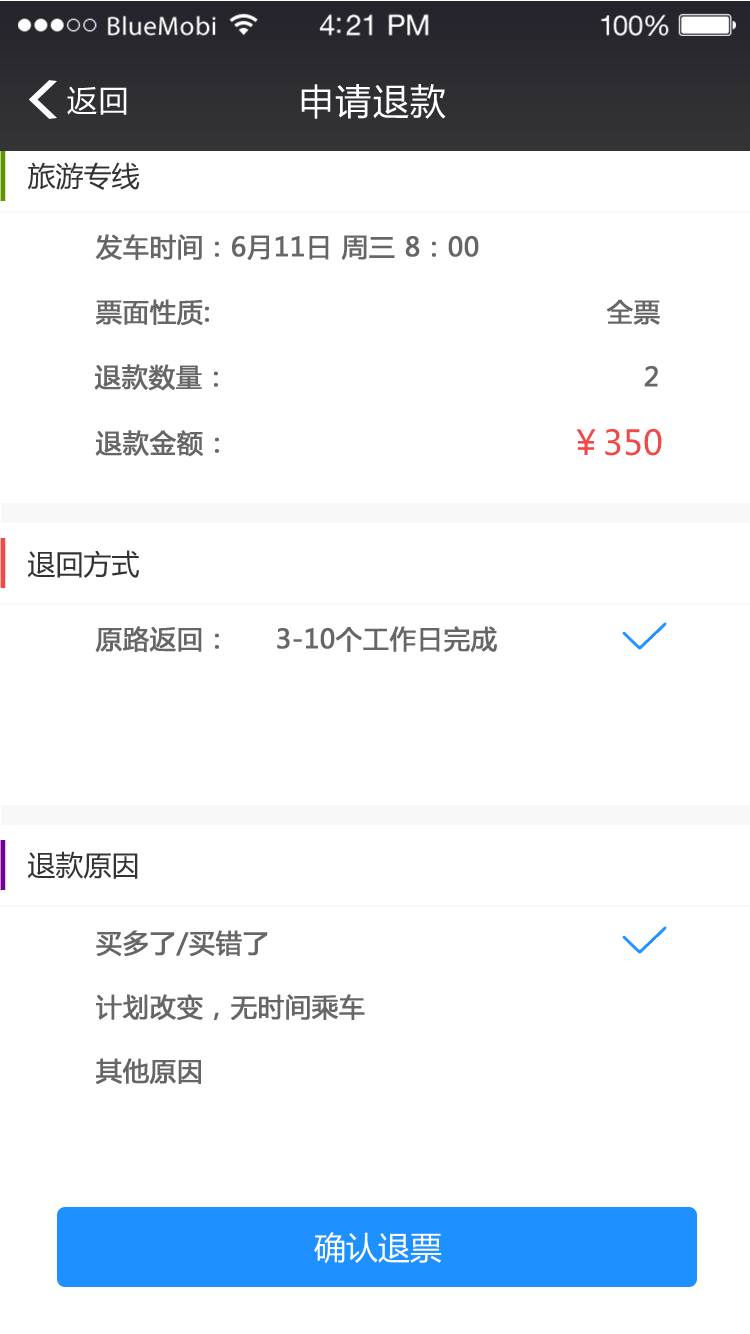 BlueMobi 4:21 PM 100%
返回 申请退款
旅游专线
发车时间：6月11日 周三 8：00
票面性质: 全票
退款数量： 2
退款金额： ￥350
退回方式
原路返回： 3-10个工作日完成
退款原因
买多了/买错了
计划改变，无时间乘车
其他原因
确认退票